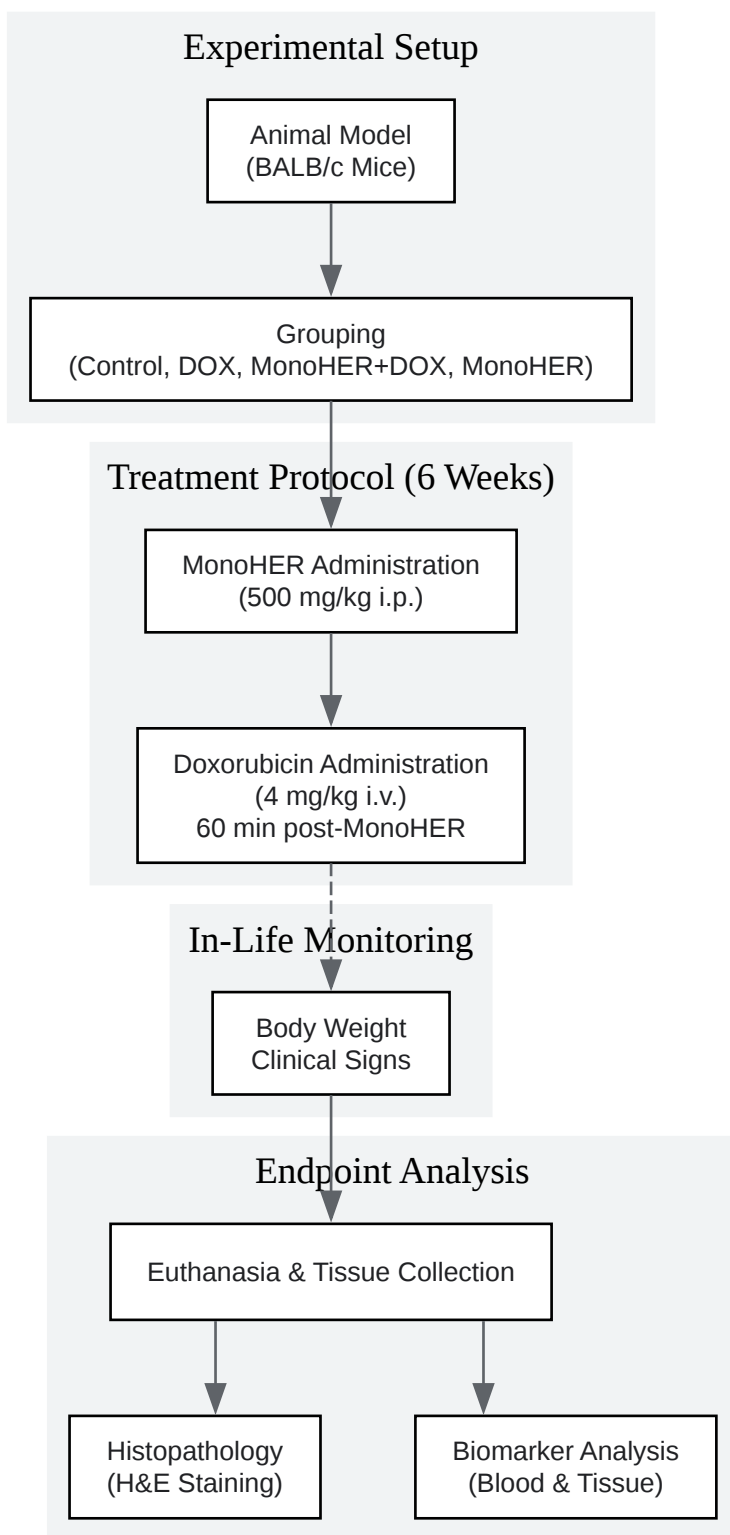 Experimental Setup
Animal Model
(BALB/c Mice)
Grouping
(Control, DOX, MonoHER+DOX, MonoHER)
Treatment Protocol (6 Weeks)
MonoHER Administration
(500 mg/kg i.p.)
Doxorubicin Administration
(4 mg/kg i.v.)
60 min post-MonoHER
In-Life Monitoring
Body Weight
Clinical Signs
Endpoint Analysis
Euthanasia & Tissue Collection
Histopathology
(H&E Staining)
Biomarker Analysis
(Blood & Tissue)